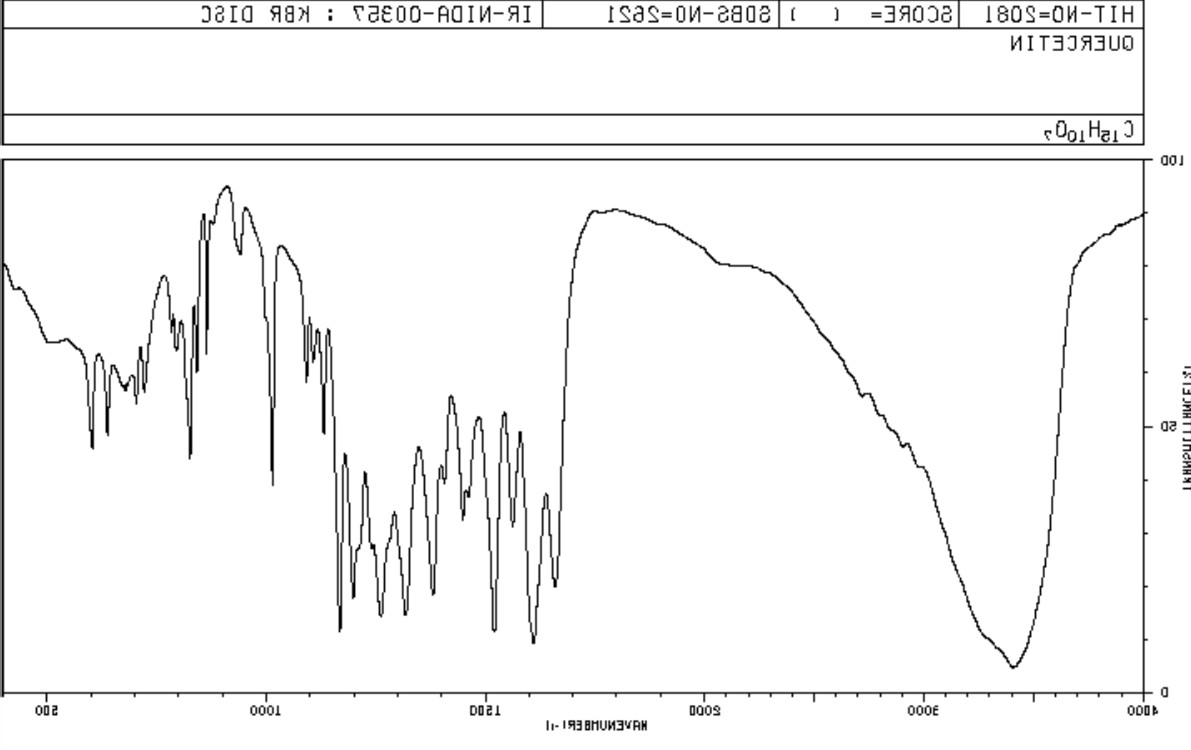 HIT-NO=2081 SCORE= ( ) SDBS-NO=2621 IR-NIDA-00357 : KBR DISC
QUERCETIN
C₁₅H₁₀O₇
100
50
TRANSMITTANCE(%)
0
4000 3000 2000 1500 1000 500
WAVENUMBER(-1)